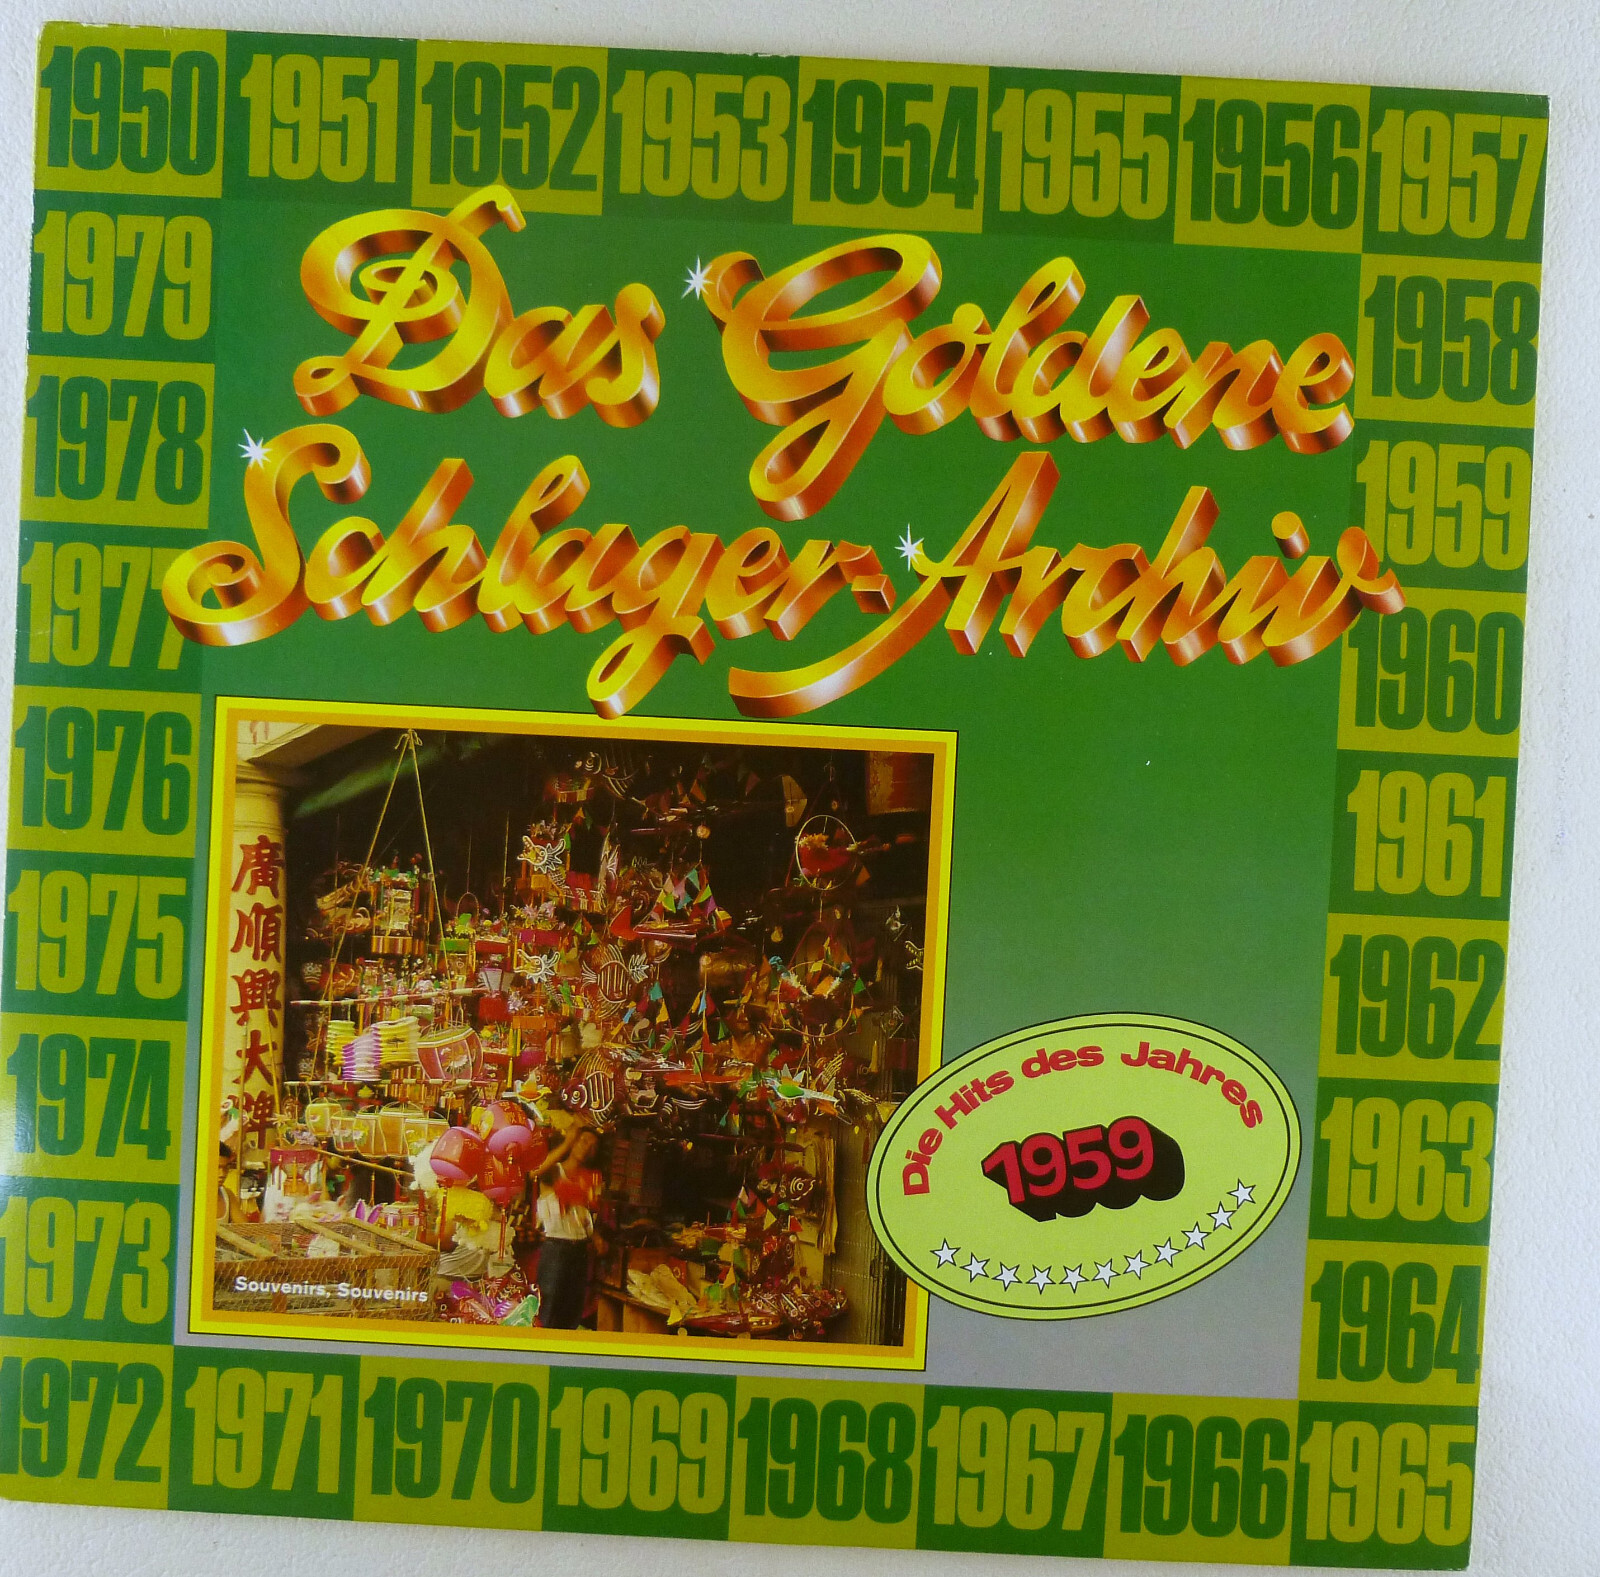 1950 1951 1952 1953 1954 1955 1956 1957
1979
1958
Das Goldene
1978
Schlager-Archiv
1959
1977
1960
1976
1961
廣順興大牌
1975
1962
1974
Die Hits des Jahres
1959
1963
1973
1964
Souvenirs, Souvenirs
1972 1971 1970 1969 1968 1967 1966 1965